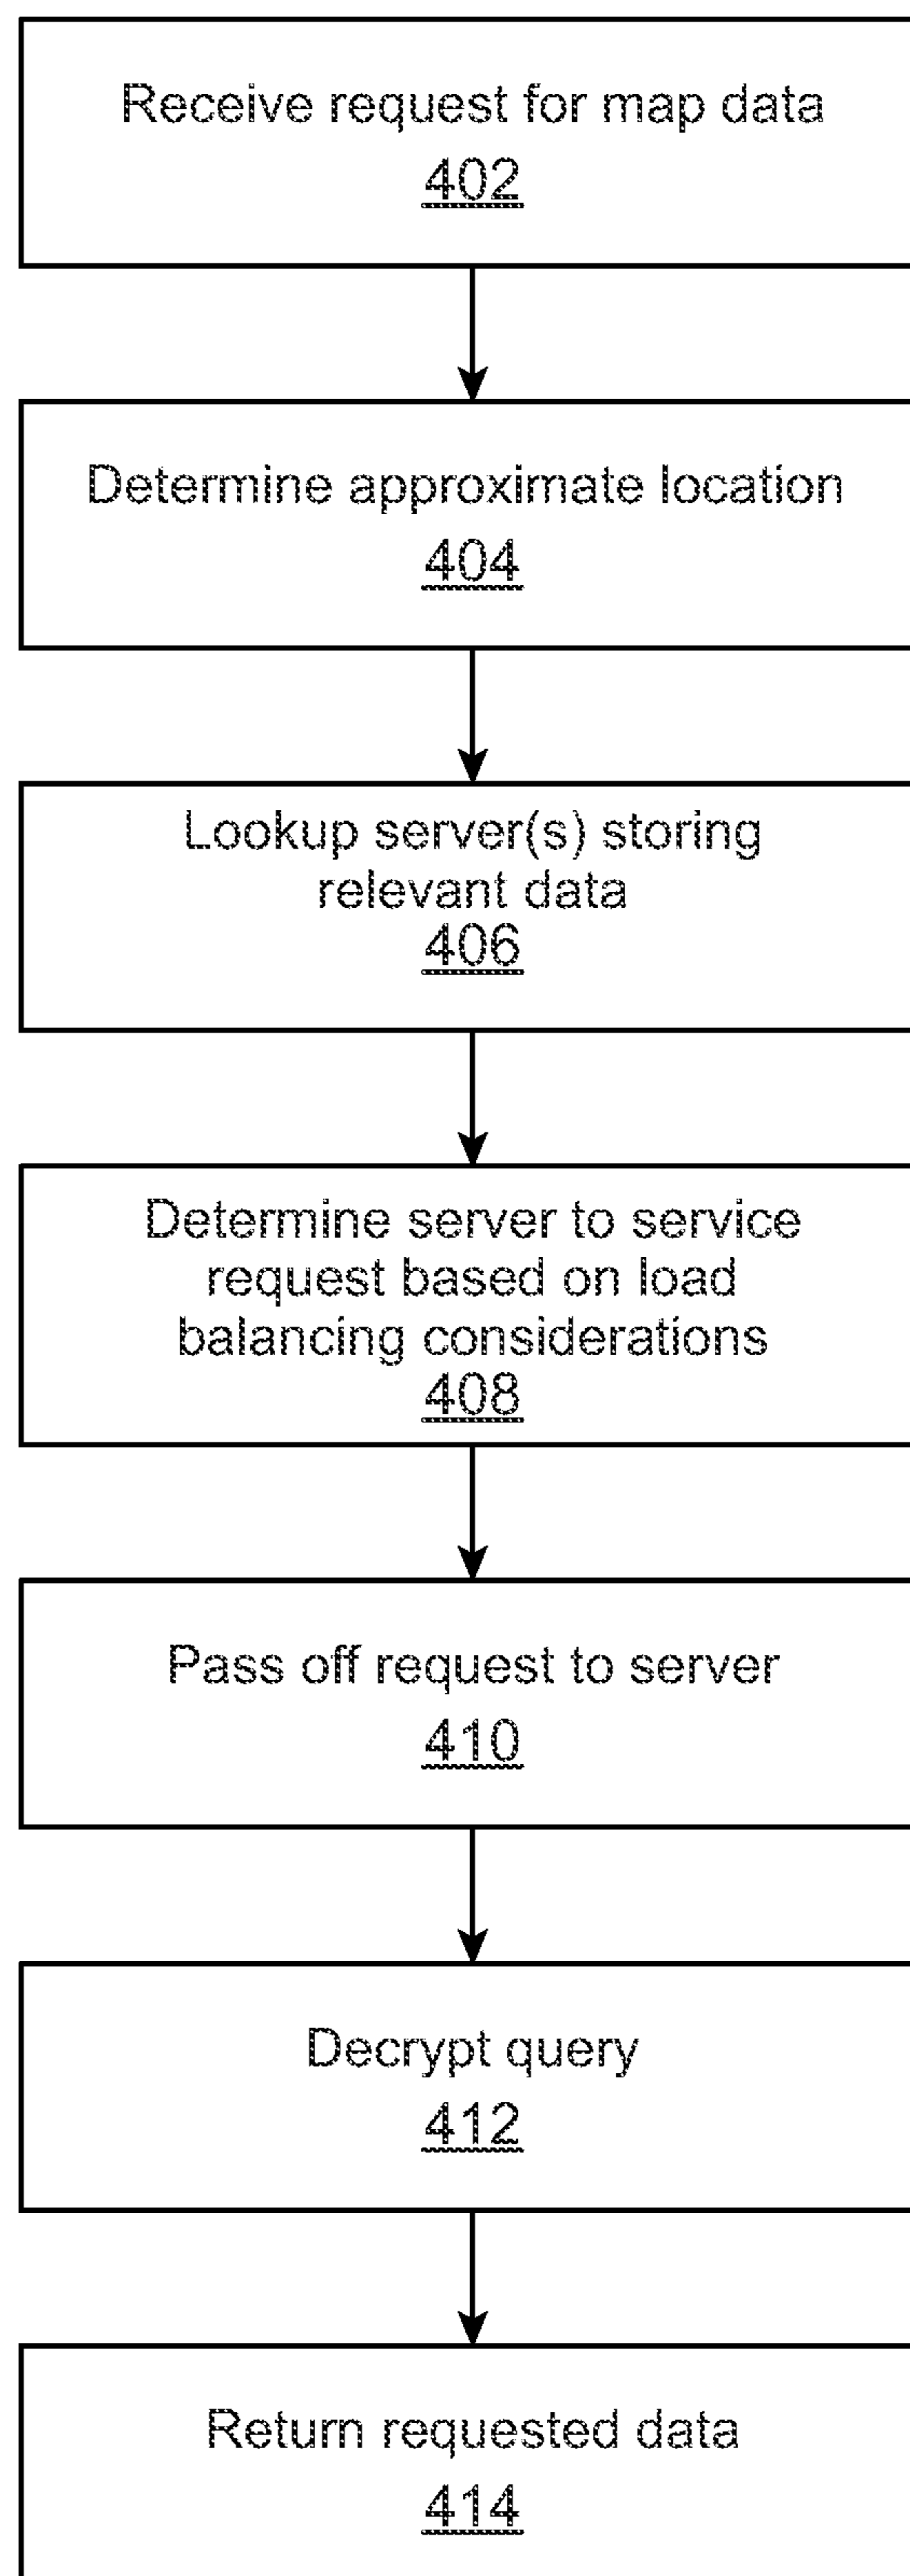 Receive request for map data
402
Determine approximate location
404
Lookup server(s) storing
relevant data
406
Determine server to service
request based on load
balancing considerations
408
Pass off request to server
410
Decrypt query
412
Return requested data
414